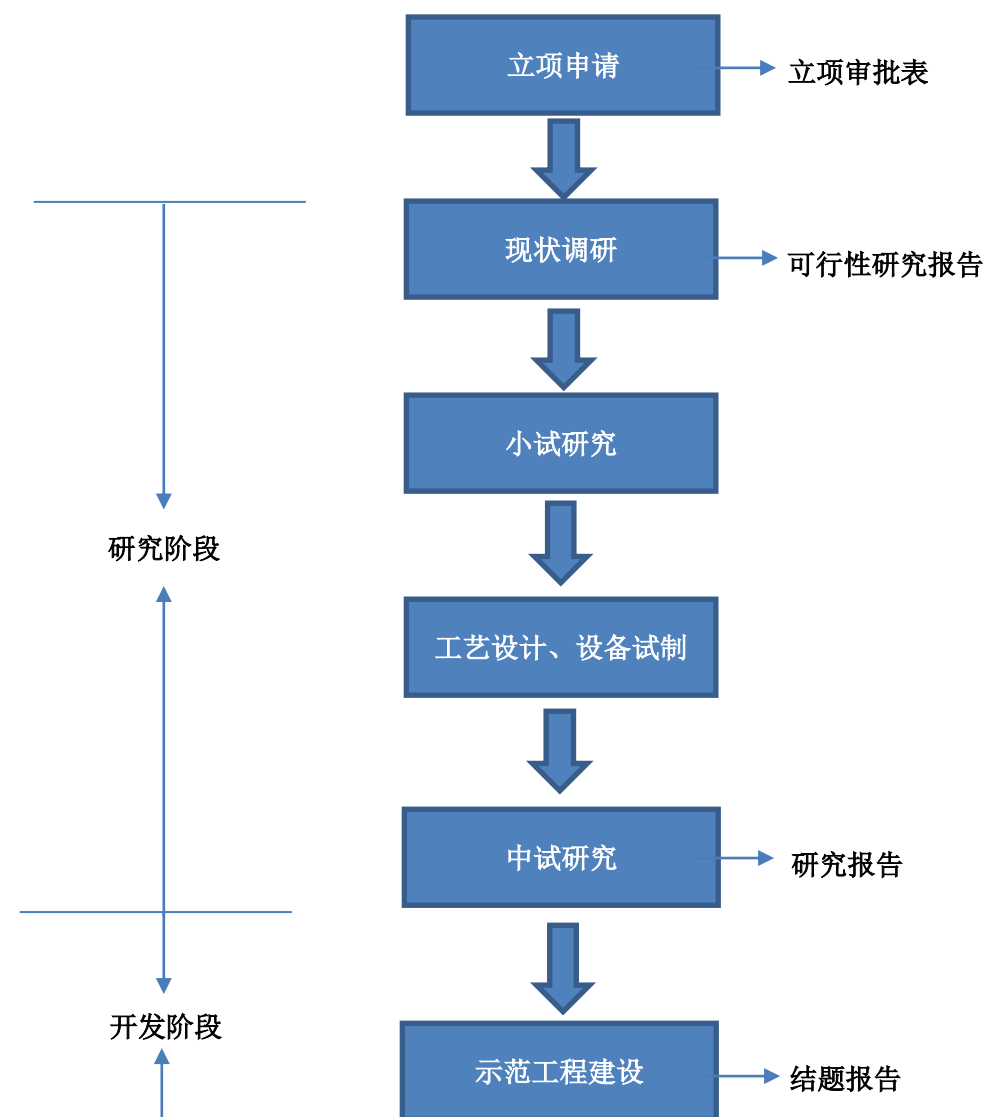 立项申请
立项审批表
现状调研
可行性研究报告
小试研究
研究阶段
工艺设计、设备试制
中试研究
研究报告
开发阶段
示范工程建设
结题报告